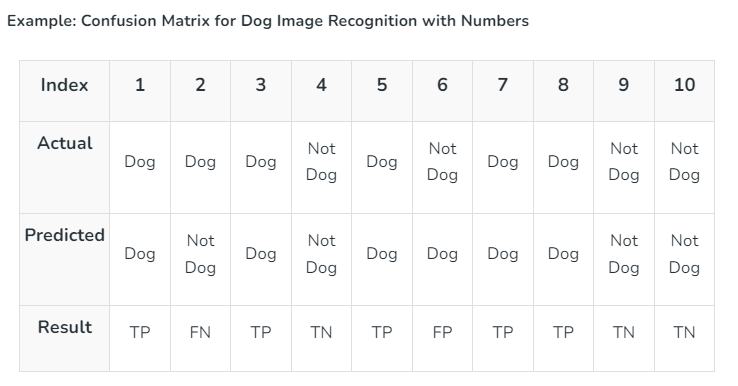 Example: Confusion Matrix for Dog Image Recognition with Numbers
Index 1 2 3 4 5 6 7 8 9 10
Actual Dog Dog Dog Not Dog Dog Not Dog Dog Dog Not Dog Not Dog
Predicted Dog Not Dog Dog Not Dog Dog Dog Dog Dog Not Dog Not Dog
Result TP FN TP TN TP FP TP TP TN TN